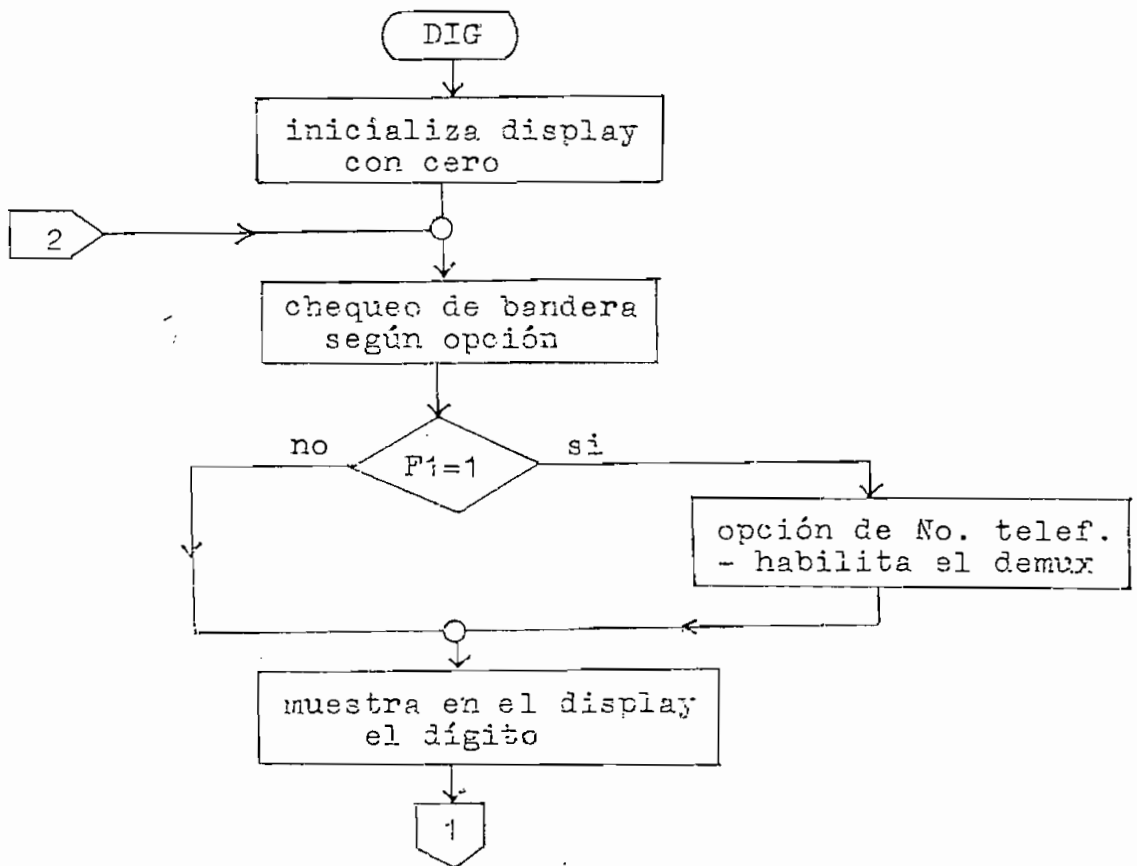 DIG
inicializa display
con cero
2
chequeo de bandera
según opción
no
F1=1
si
opción de No. telef.
- habilita el demux
muestra en el display
el dígito
1